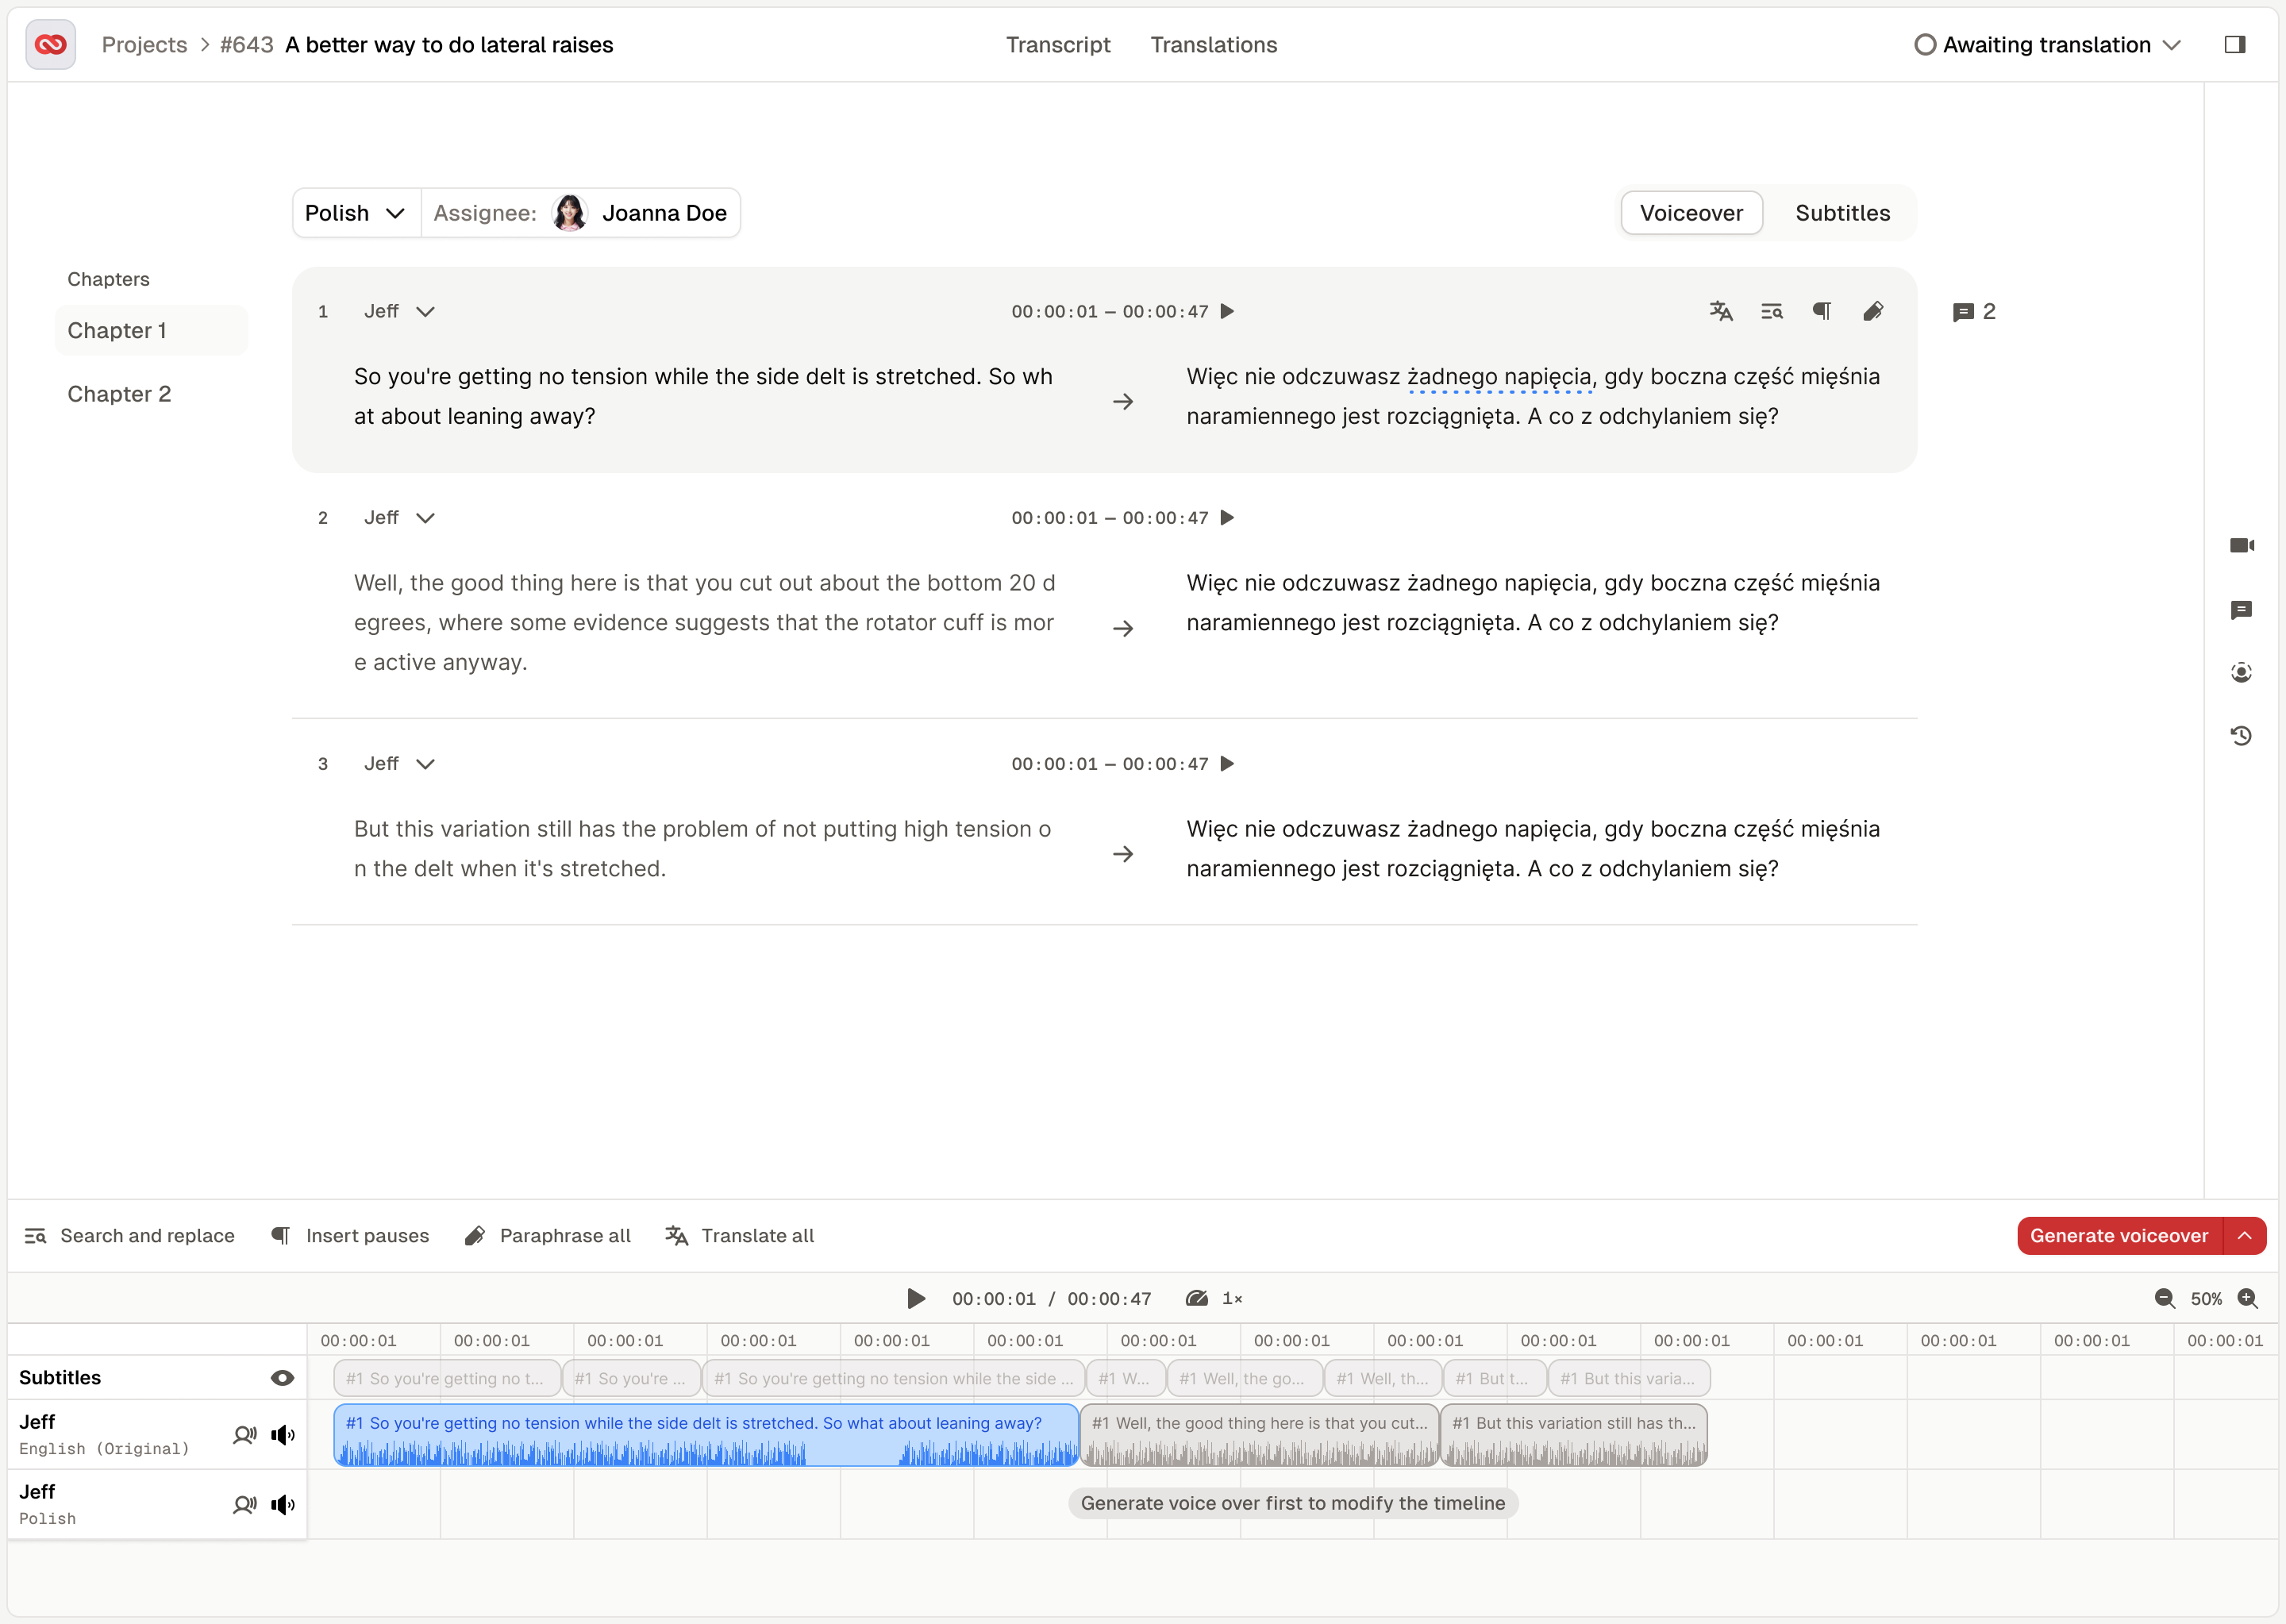 Projects > #643 A better way to do lateral raises
Transcript
Translations
Awaiting translation
Polish
Assignee: Joanna Doe
Voiceover
Subtitles
Chapters
Chapter 1
Chapter 2
1 Jeff 00:00:01 – 00:00:47
2
So you're getting no tension while the side delt is stretched. So wh
at about leaning away?
→
Więc nie odczuwasz żadnego napięcia, gdy boczna część mięśnia
naramiennego jest rozciągnięta. A co z odchylaniem się?
2 Jeff 00:00:01 – 00:00:47
Well, the good thing here is that you cut out about the bottom 20 d
egrees, where some evidence suggests that the rotator cuff is mor
e active anyway.
→
Więc nie odczuwasz żadnego napięcia, gdy boczna część mięśnia
naramiennego jest rozciągnięta. A co z odchylaniem się?
3 Jeff 00:00:01 – 00:00:47
But this variation still has the problem of not putting high tension o
n the delt when it's stretched.
→
Więc nie odczuwasz żadnego napięcia, gdy boczna część mięśnia
naramiennego jest rozciągnięta. A co z odchylaniem się?
Search and replace
Insert pauses
Paraphrase all
Translate all
Generate voiceover
00:00:01 / 00:00:47
1×
50%
00:00:01 00:00:01 00:00:01 00:00:01 00:00:01 00:00:01 00:00:01 00:00:01 00:00:01 00:00:01 00:00:01 00:00:01 00:00:01 00:00:01 00:00:01
Subtitles
#1 So you're getting no t...
#1 So you're ...
#1 So you're getting no tension while the side ...
#1 W...
#1 Well, the go...
#1 Well, th...
#1 But t...
#1 But this varia...
Jeff
English (Original)
#1 So you're getting no tension while the side delt is stretched. So what about leaning away?
#1 Well, the good thing here is that you cut...
#1 But this variation still has th...
Jeff
Polish
Generate voice over first to modify the timeline